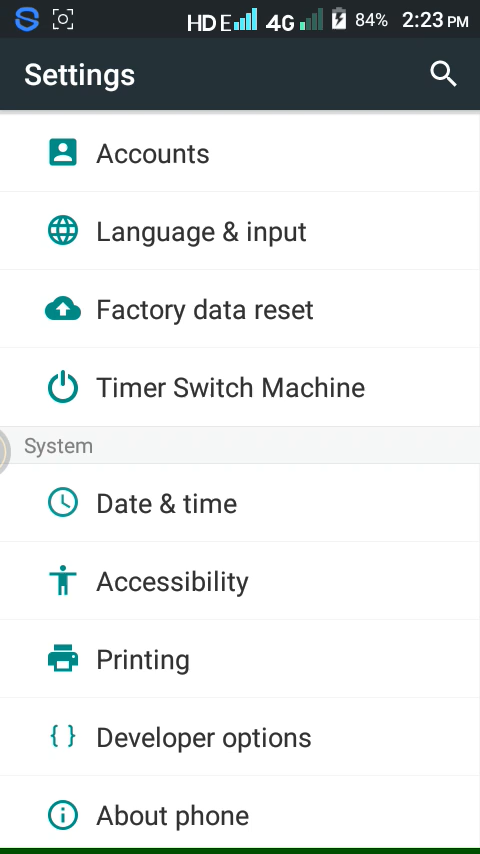 HD E 4G 84% 2:23 PM
Settings
Accounts
Language & input
Factory data reset
Timer Switch Machine
System
Date & time
Accessibility
Printing
{ } Developer options
About phone